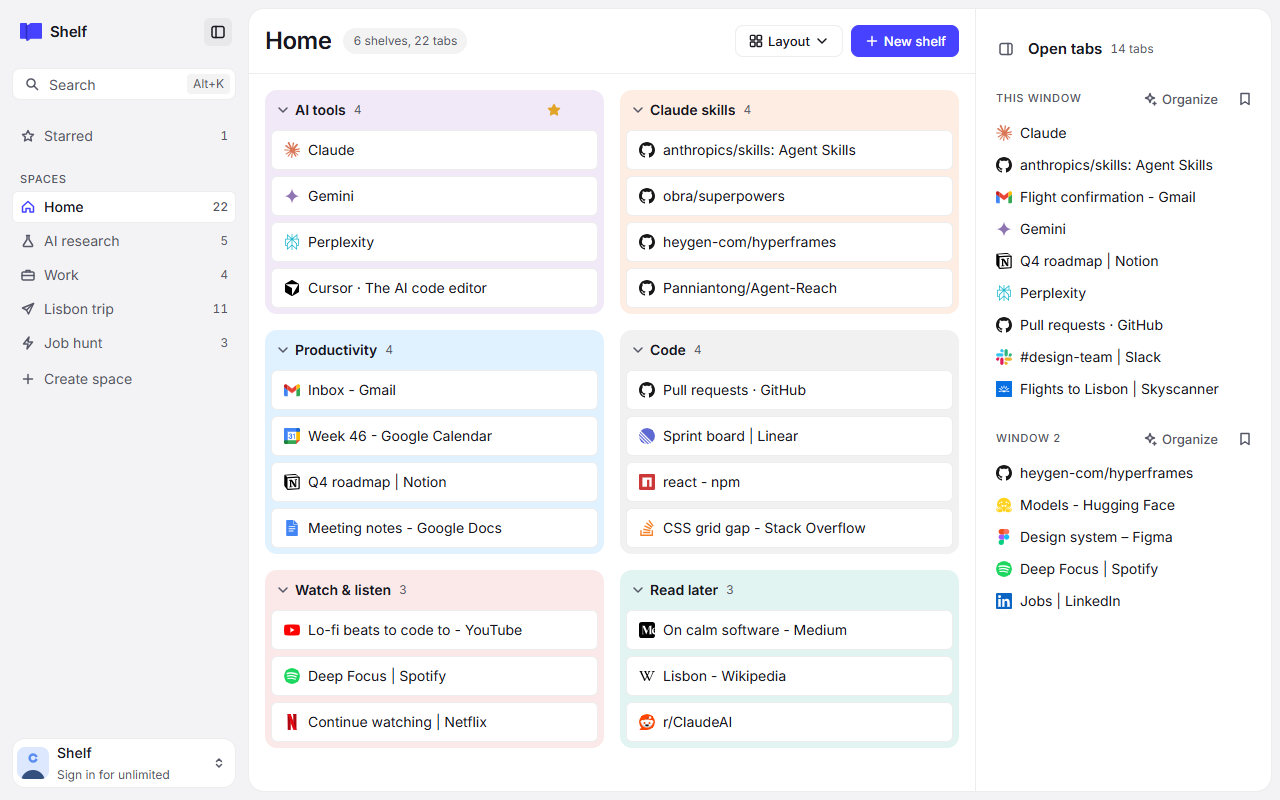 Shelf
Search
Alt+K
Starred
1
SPACES
Home
22
AI research
5
Work
4
Lisbon trip
11
Job hunt
3
Create space
Shelf
Sign in for unlimited
Home
6 shelves, 22 tabs
Layout
New shelf
AI tools 4
Claude
Gemini
Perplexity
Cursor · The AI code editor
Claude skills 4
anthropics/skills: Agent Skills
obra/superpowers
heygen-com/hyperframes
Panniantong/Agent-Reach
Productivity 4
Inbox - Gmail
Week 46 - Google Calendar
Q4 roadmap | Notion
Meeting notes - Google Docs
Code 4
Pull requests · GitHub
Sprint board | Linear
react - npm
CSS grid gap - Stack Overflow
Watch & listen 3
Lo-fi beats to code to - YouTube
Deep Focus | Spotify
Continue watching | Netflix
Read later 3
On calm software - Medium
Lisbon - Wikipedia
r/ClaudeAI
Open tabs 14 tabs
THIS WINDOW
Organize
Claude
anthropics/skills: Agent Skills
Flight confirmation - Gmail
Gemini
Q4 roadmap | Notion
Perplexity
Pull requests · GitHub
#design-team | Slack
Flights to Lisbon | Skyscanner
WINDOW 2
Organize
heygen-com/hyperframes
Models - Hugging Face
Design system – Figma
Deep Focus | Spotify
Jobs | LinkedIn